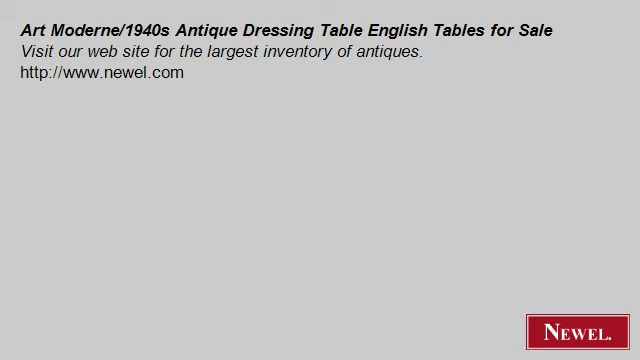 Art Moderne/1940s Antique Dressing Table English Tables for Sale
Visit our web site for the largest inventory of antiques.
http://www.newel.com
NEWEL.